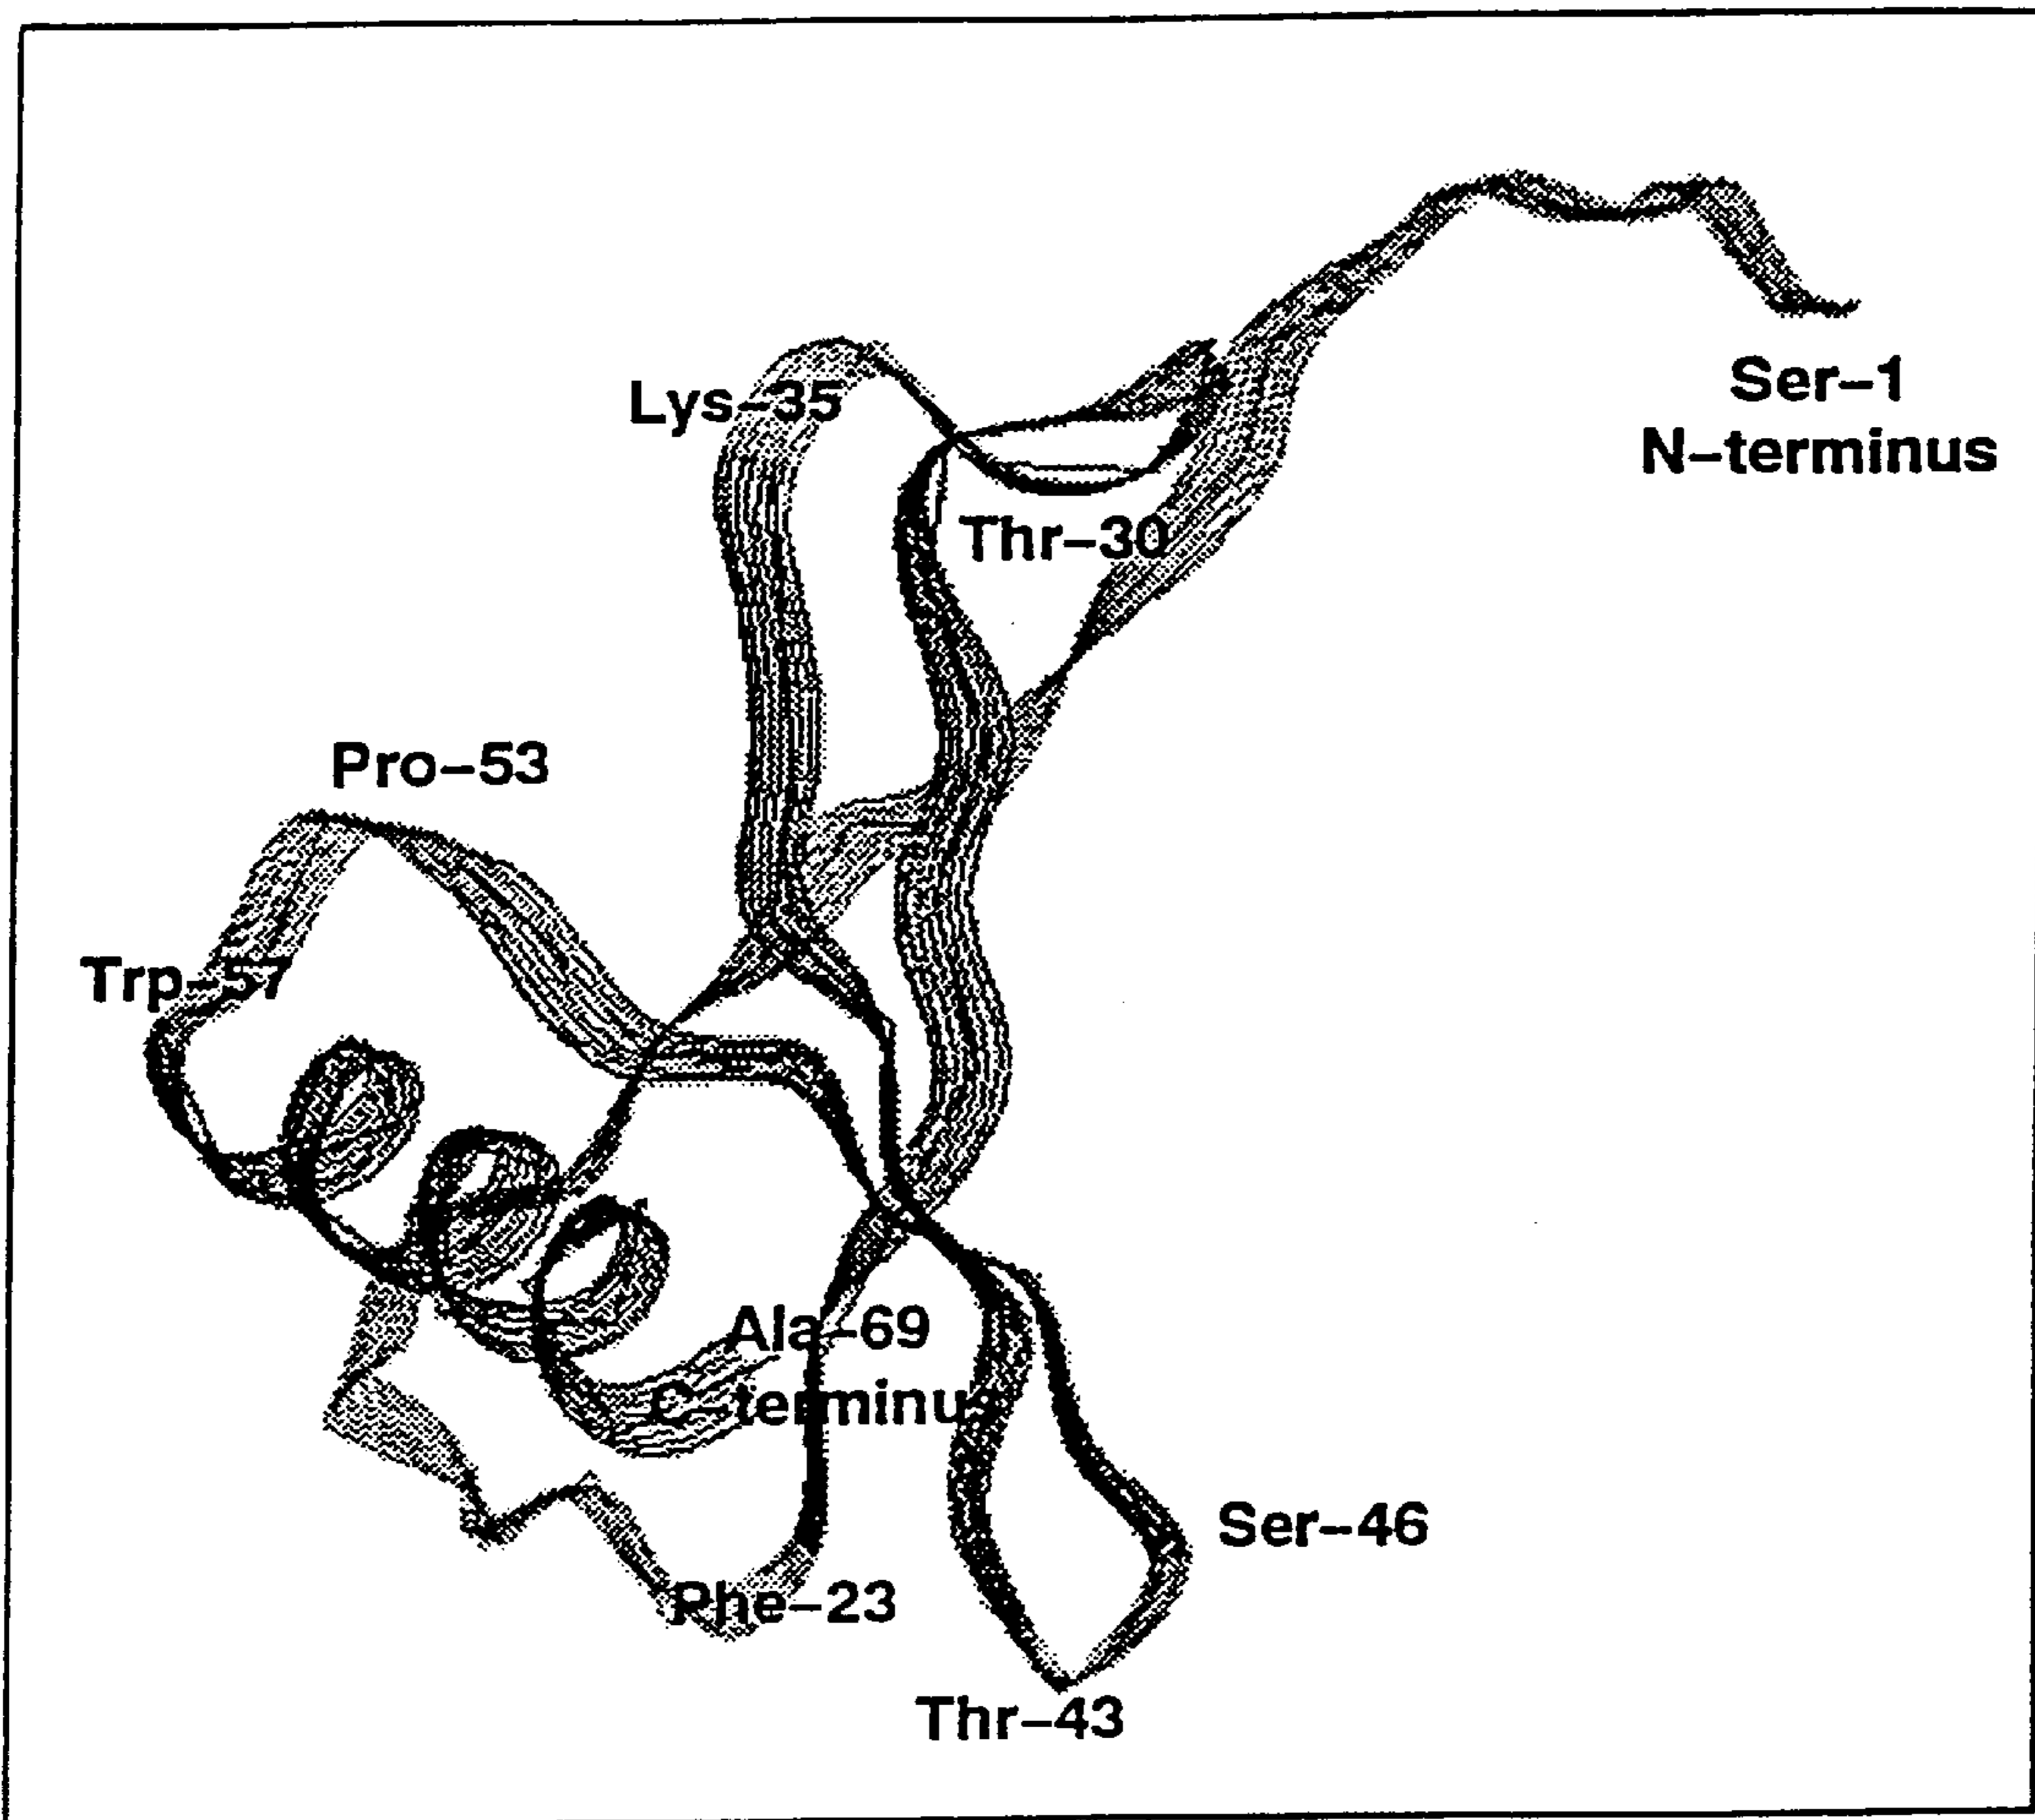 Ser-1
N-terminus
Lys-35
Thr-30
Pro-53
Trp-57
Ala-69
C-terminus
Ser-46
Phe-23
Thr-43